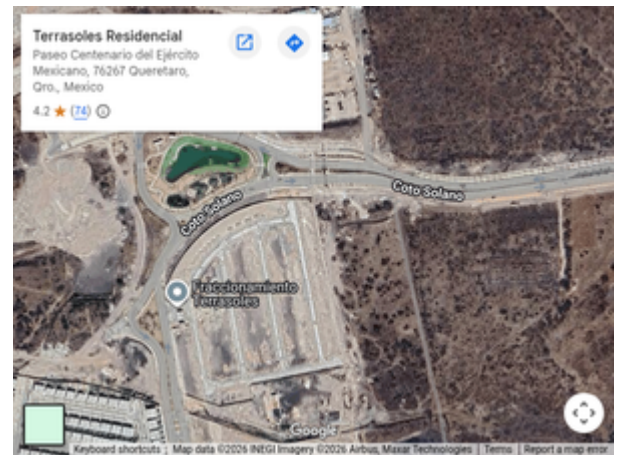 Terrasoles Residencial
Paseo Centenario del Ejército
Mexicano, 76267 Queretaro,
Qro., Mexico
4.2 ★ (74)
Coto Solano
Coto Solano
Fraccionamiento
Terrasoles
Google
Keyboard shortcuts
Map data ©2026 INEGI Imagery ©2026 Airbus, Maxar Technologies
Terms
Report a map error